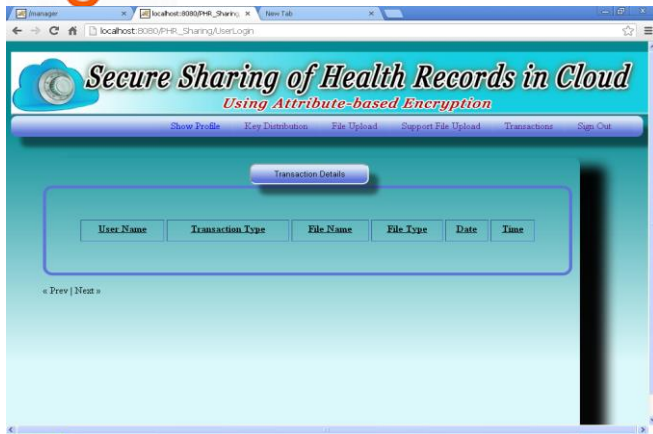 /manager localhost:8080/PHR_Sharing New Tab
localhost:8080/PHR_Sharing/UserLogin
Secure Sharing of Health Records in Cloud
Using Attribute-based Encryption
Show Profile Key Distribution File Upload Support File Upload Transactions Sign Out
Transaction Details
User Name Transaction Type File Name File Type Date Time
« Prev | Next »